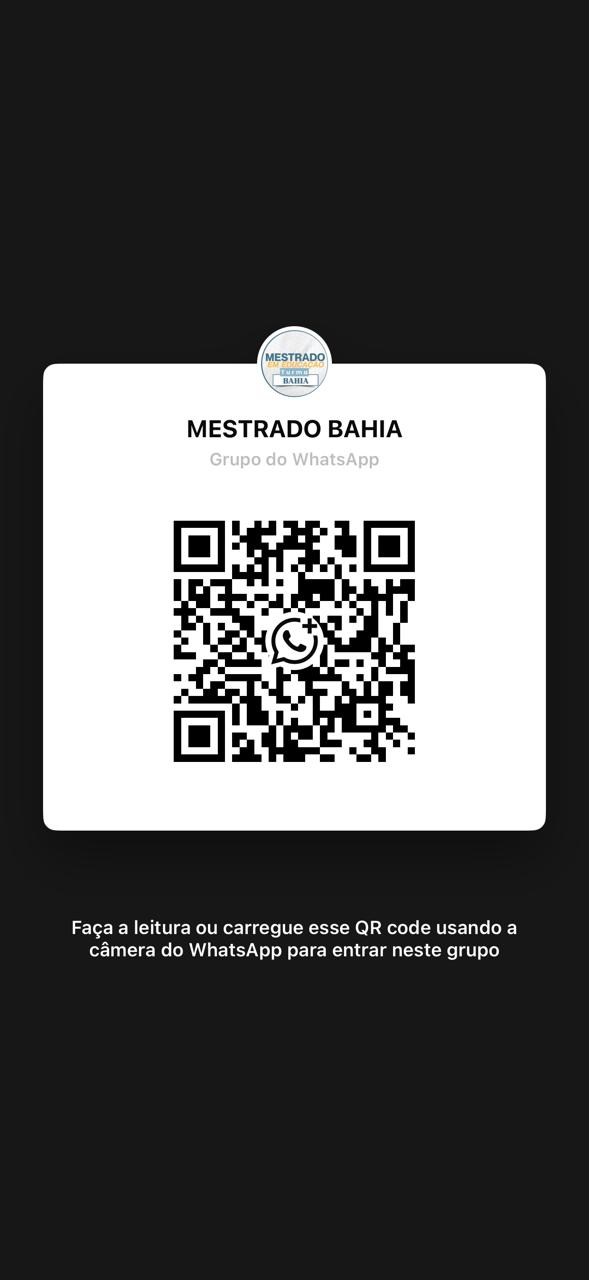 MESTRADO
EM EDUCAÇÃO
Turma
BAHIA
MESTRADO BAHIA
Grupo do WhatsApp
Faça a leitura ou carregue esse QR code usando a
câmera do WhatsApp para entrar neste grupo